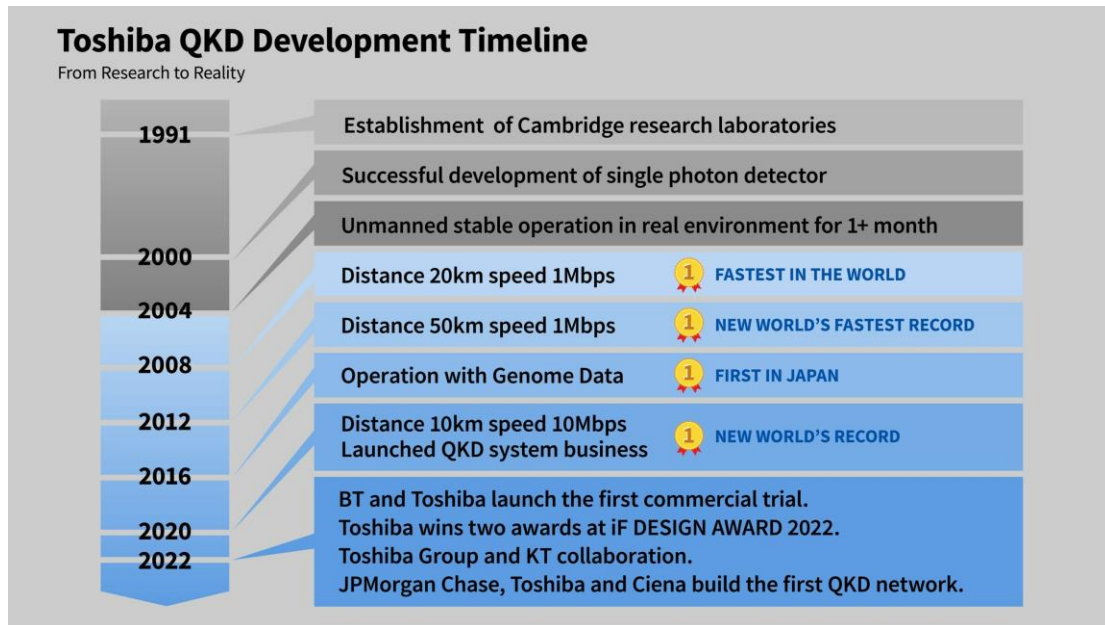 Toshiba QKD Development Timeline
From Research to Reality
1991
Establishment of Cambridge research laboratories
2000
Successful development of single photon detector
2004
Unmanned stable operation in real environment for 1+ month
2008
Distance 20km speed 1Mbps
1
FASTEST IN THE WORLD
2012
Distance 50km speed 1Mbps
1
NEW WORLD'S FASTEST RECORD
2016
Operation with Genome Data
1
FIRST IN JAPAN
2020
Distance 10km speed 10Mbps
Launched QKD system business
1
NEW WORLD'S RECORD
2022
BT and Toshiba launch the first commercial trial.
Toshiba wins two awards at iF DESIGN AWARD 2022.
Toshiba Group and KT collaboration.
JPMorgan Chase, Toshiba and Ciena build the first QKD network.